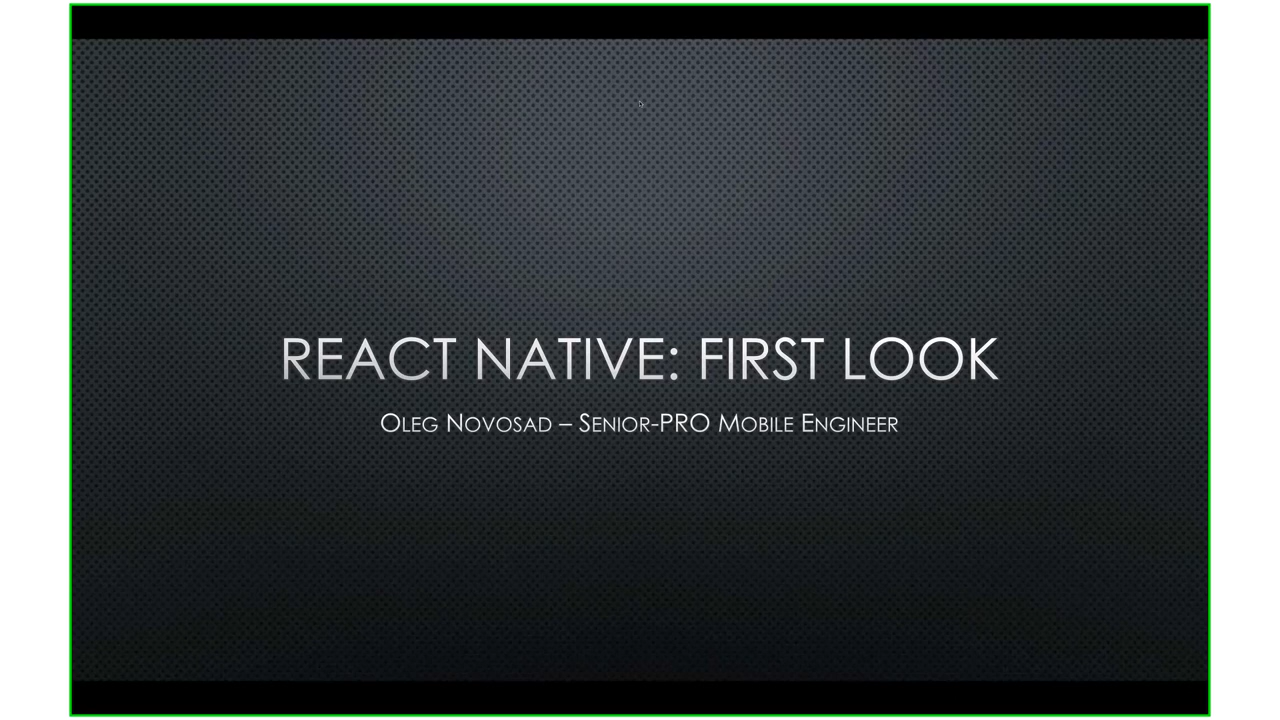 REACT NATIVE: FIRST LOOK
OLEG NOVOSAD – SENIOR-PRO MOBILE ENGINEER